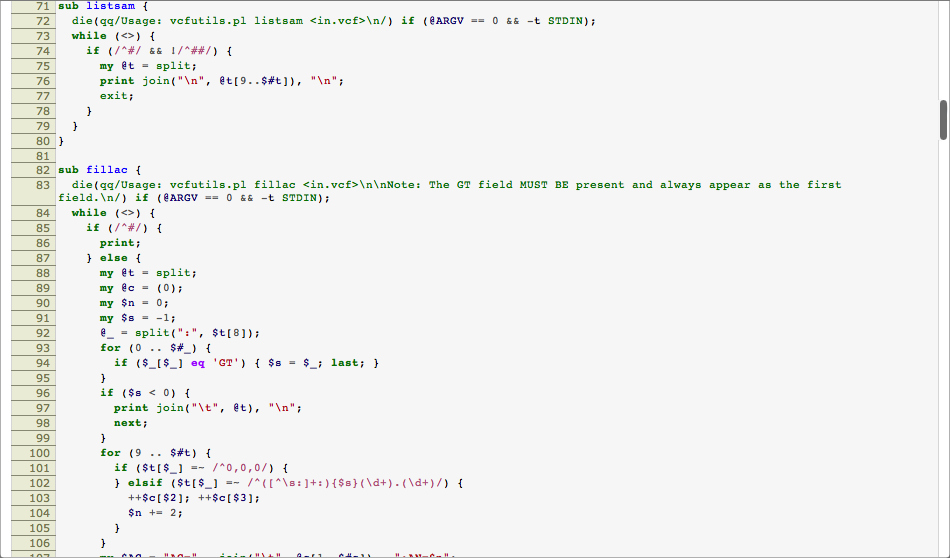 71 sub listsam {
72   die(qq/Usage: vcfutils.pl listsam <in.vcf>\n/) if (@ARGV == 0 && -t STDIN);
73   while (<>) {
74     if (/^#/ && !/^##/) {
75       my @t = split;
76       print join("\n", @t[9..$#t]), "\n";
77       exit;
78     }
79   }
80 }
81
82 sub fillac {
83   die(qq/Usage: vcfutils.pl fillac <in.vcf>\n\nNote: The GT field MUST BE present and always appear as the first
field.\n/) if (@ARGV == 0 && -t STDIN);
84   while (<>) {
85     if (/^#/) {
86       print;
87     } else {
88       my @t = split;
89       my @c = (0);
90       my $n = 0;
91       my $s = -1;
92       @_ = split(":", $t[8]);
93       for (0 .. $#_) {
94         if ($_[$_] eq 'GT') { $s = $_; last; }
95       }
96       if ($s < 0) {
97         print join("\t", @t), "\n";
98         next;
99       }
100       for (9 .. $#t) {
101         if ($t[$_] =~ /^0,0,0/) {
102         } elsif ($t[$_] =~ /^([^\s:]+:){$s}(\d+).(\d+)/) {
103           ++$c[$2]; ++$c[$3];
104           $n += 2;
105         }
106       }